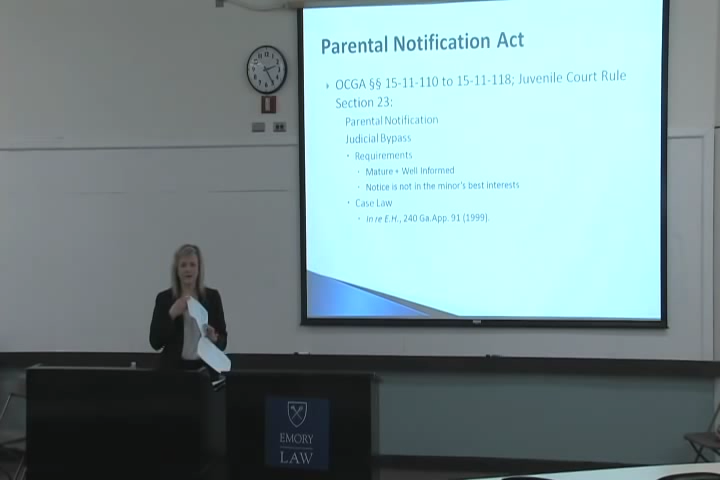 Parental Notification Act
OCGA §§ 15-11-110 to 15-11-118; Juvenile Court Rule
Section 23:
Parental Notification
Judicial Bypass
Requirements
Mature + Well Informed
Notice is not in the minor's best interests
Case Law
In re E.H., 240 Ga.App. 91 (1999).
EMORY
LAW